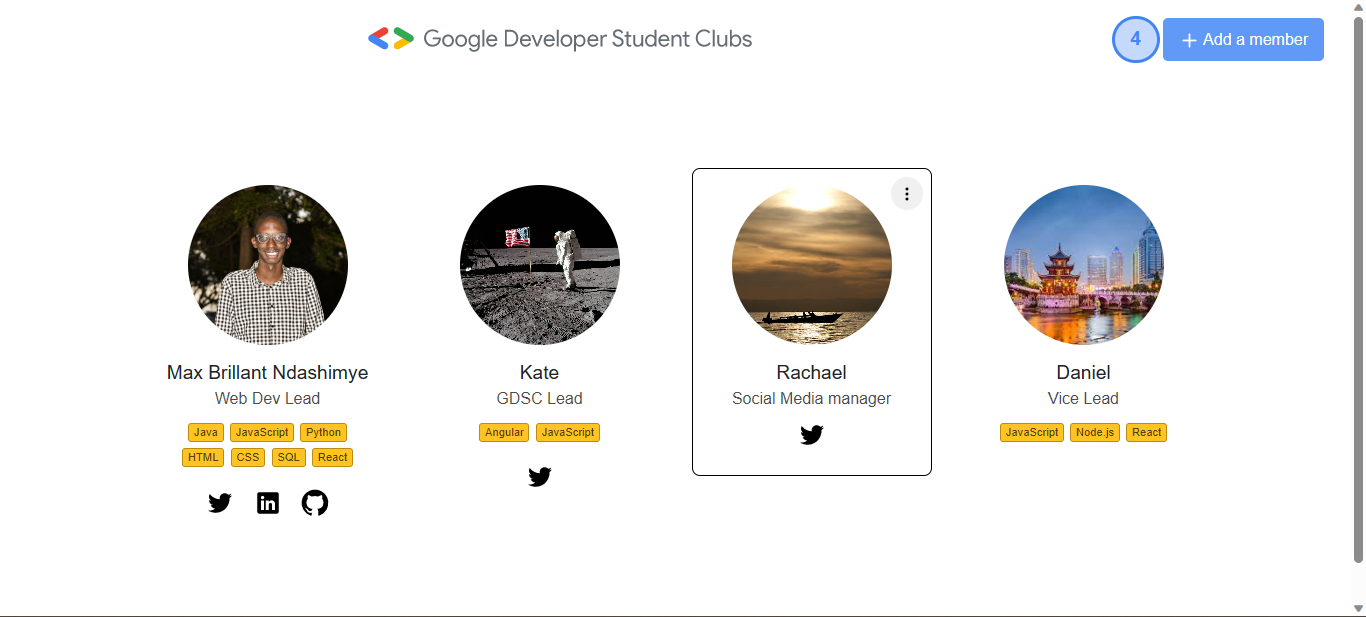 Google Developer Student Clubs
4
+ Add a member
Max Brillant Ndashimye
Web Dev Lead
Java JavaScript Python
HTML CSS SQL React
in
Kate
GDSC Lead
Angular JavaScript
Rachael
Social Media manager
Daniel
Vice Lead
JavaScript Node.js React